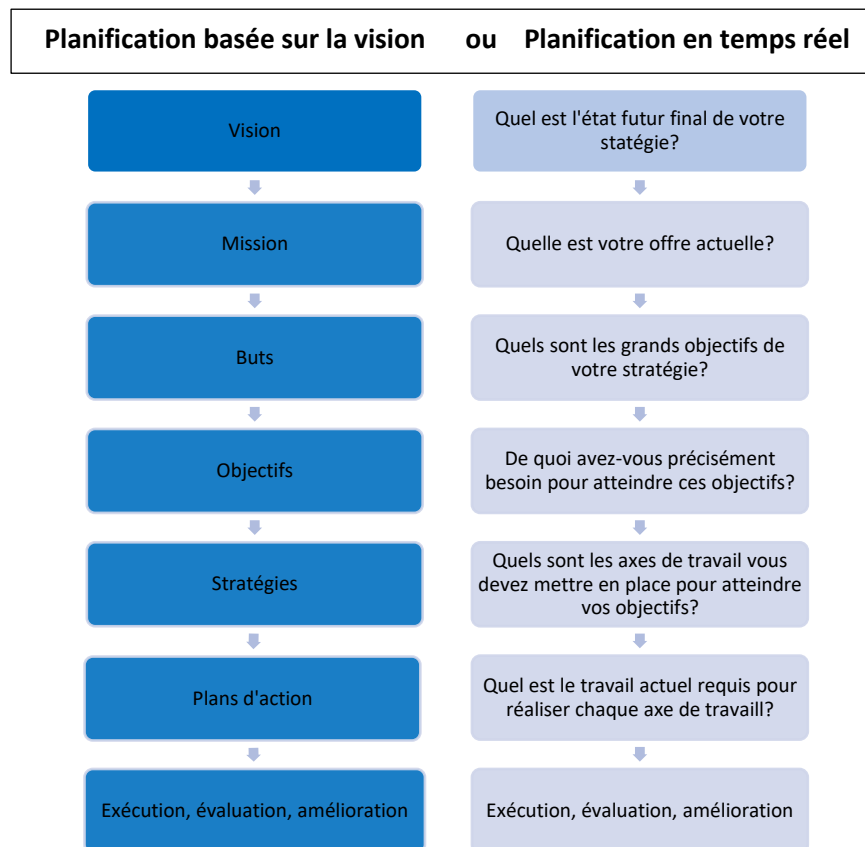 Planification basée sur la vision ou Planification en temps réel
Vision
Quel est l'état futur final de votre
statégie?
Mission
Quelle est votre offre actuelle?
Buts
Quels sont les grands objectifs de
votre stratégie?
Objectifs
De quoi avez-vous précisément
besoin pour atteindre ces objectifs?
Stratégies
Quels sont les axes de travail vous
devez mettre en place pour atteindre
vos objectifs?
Plans d'action
Quel est le travail actuel requis pour
réaliser chaque axe de travaill?
Exécution, évaluation, amélioration
Exécution, évaluation, amélioration